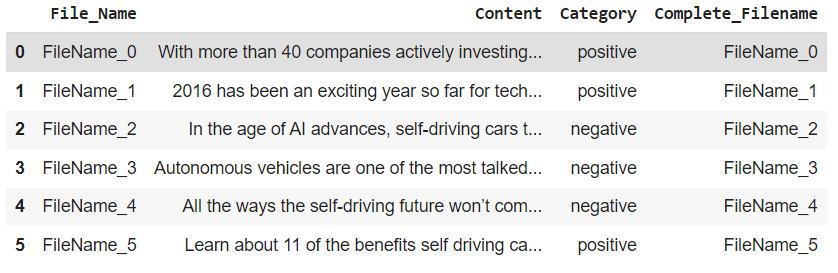 File_Name Content Category Complete_Filename
0 FileName_0 With more than 40 companies actively investing... positive FileName_0
1 FileName_1 2016 has been an exciting year so far for tech... positive FileName_1
2 FileName_2 In the age of AI advances, self-driving cars t... negative FileName_2
3 FileName_3 Autonomous vehicles are one of the most talked... negative FileName_3
4 FileName_4 All the ways the self-driving future won’t com... negative FileName_4
5 FileName_5 Learn about 11 of the benefits self driving ca... positive FileName_5